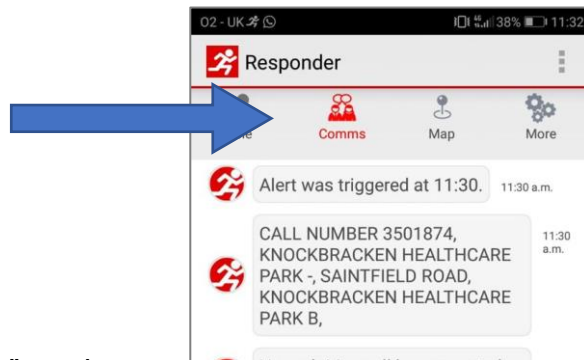 O2 - UK 38% 11:32
Responder
Comms Map More
Alert was triggered at 11:30. 11:30 a.m.
CALL NUMBER 3501874, 11:30
KNOCKBRACKEN HEALTHCARE a.m.
PARK -, SAINTFIELD ROAD,
KNOCKBRACKEN HEALTHCARE
PARK B,